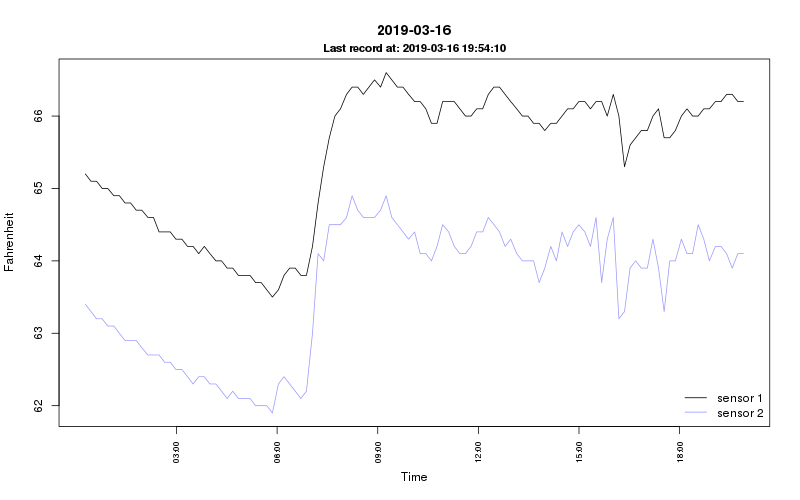 2019-03-16
Last record at: 2019-03-16 19:54:10
Fahrenheit
66
65
64
63
62
sensor 1
sensor 2
03:00
06:00
09:00
12:00
15:00
18:00
Time